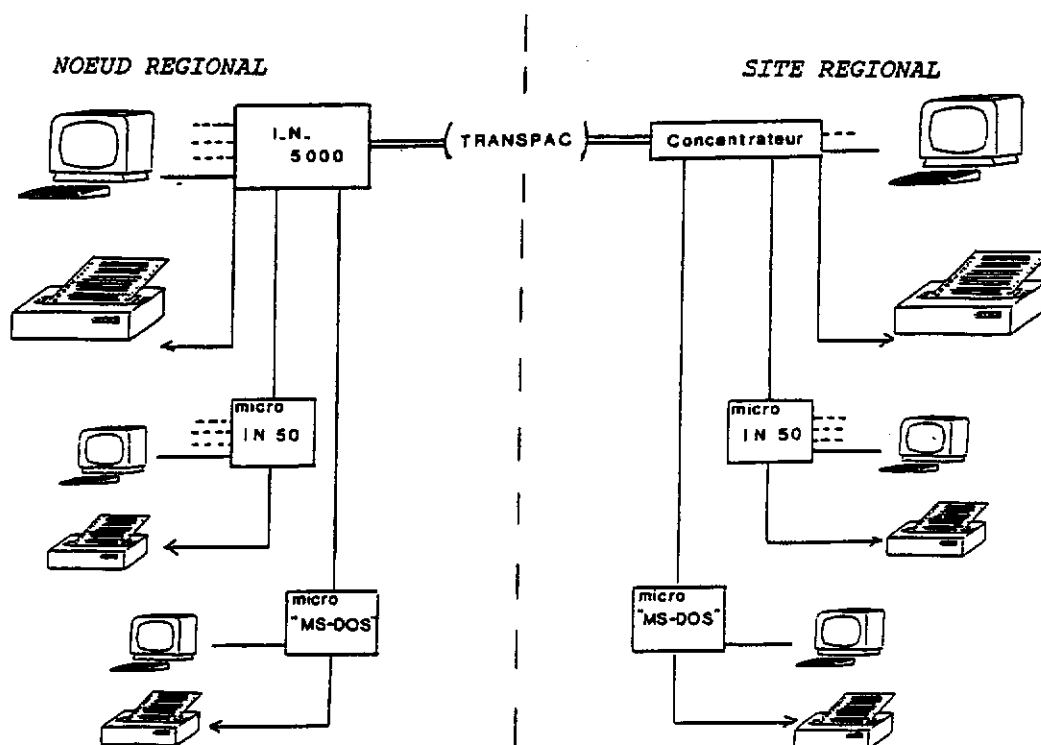 NOEUD REGIONAL
SITE REGIONAL
I.N.
5000
TRANSPAC
Concentrateur
micro
IN 50
micro
IN 50
micro
"MS-DOS"
micro
"MS-DOS"